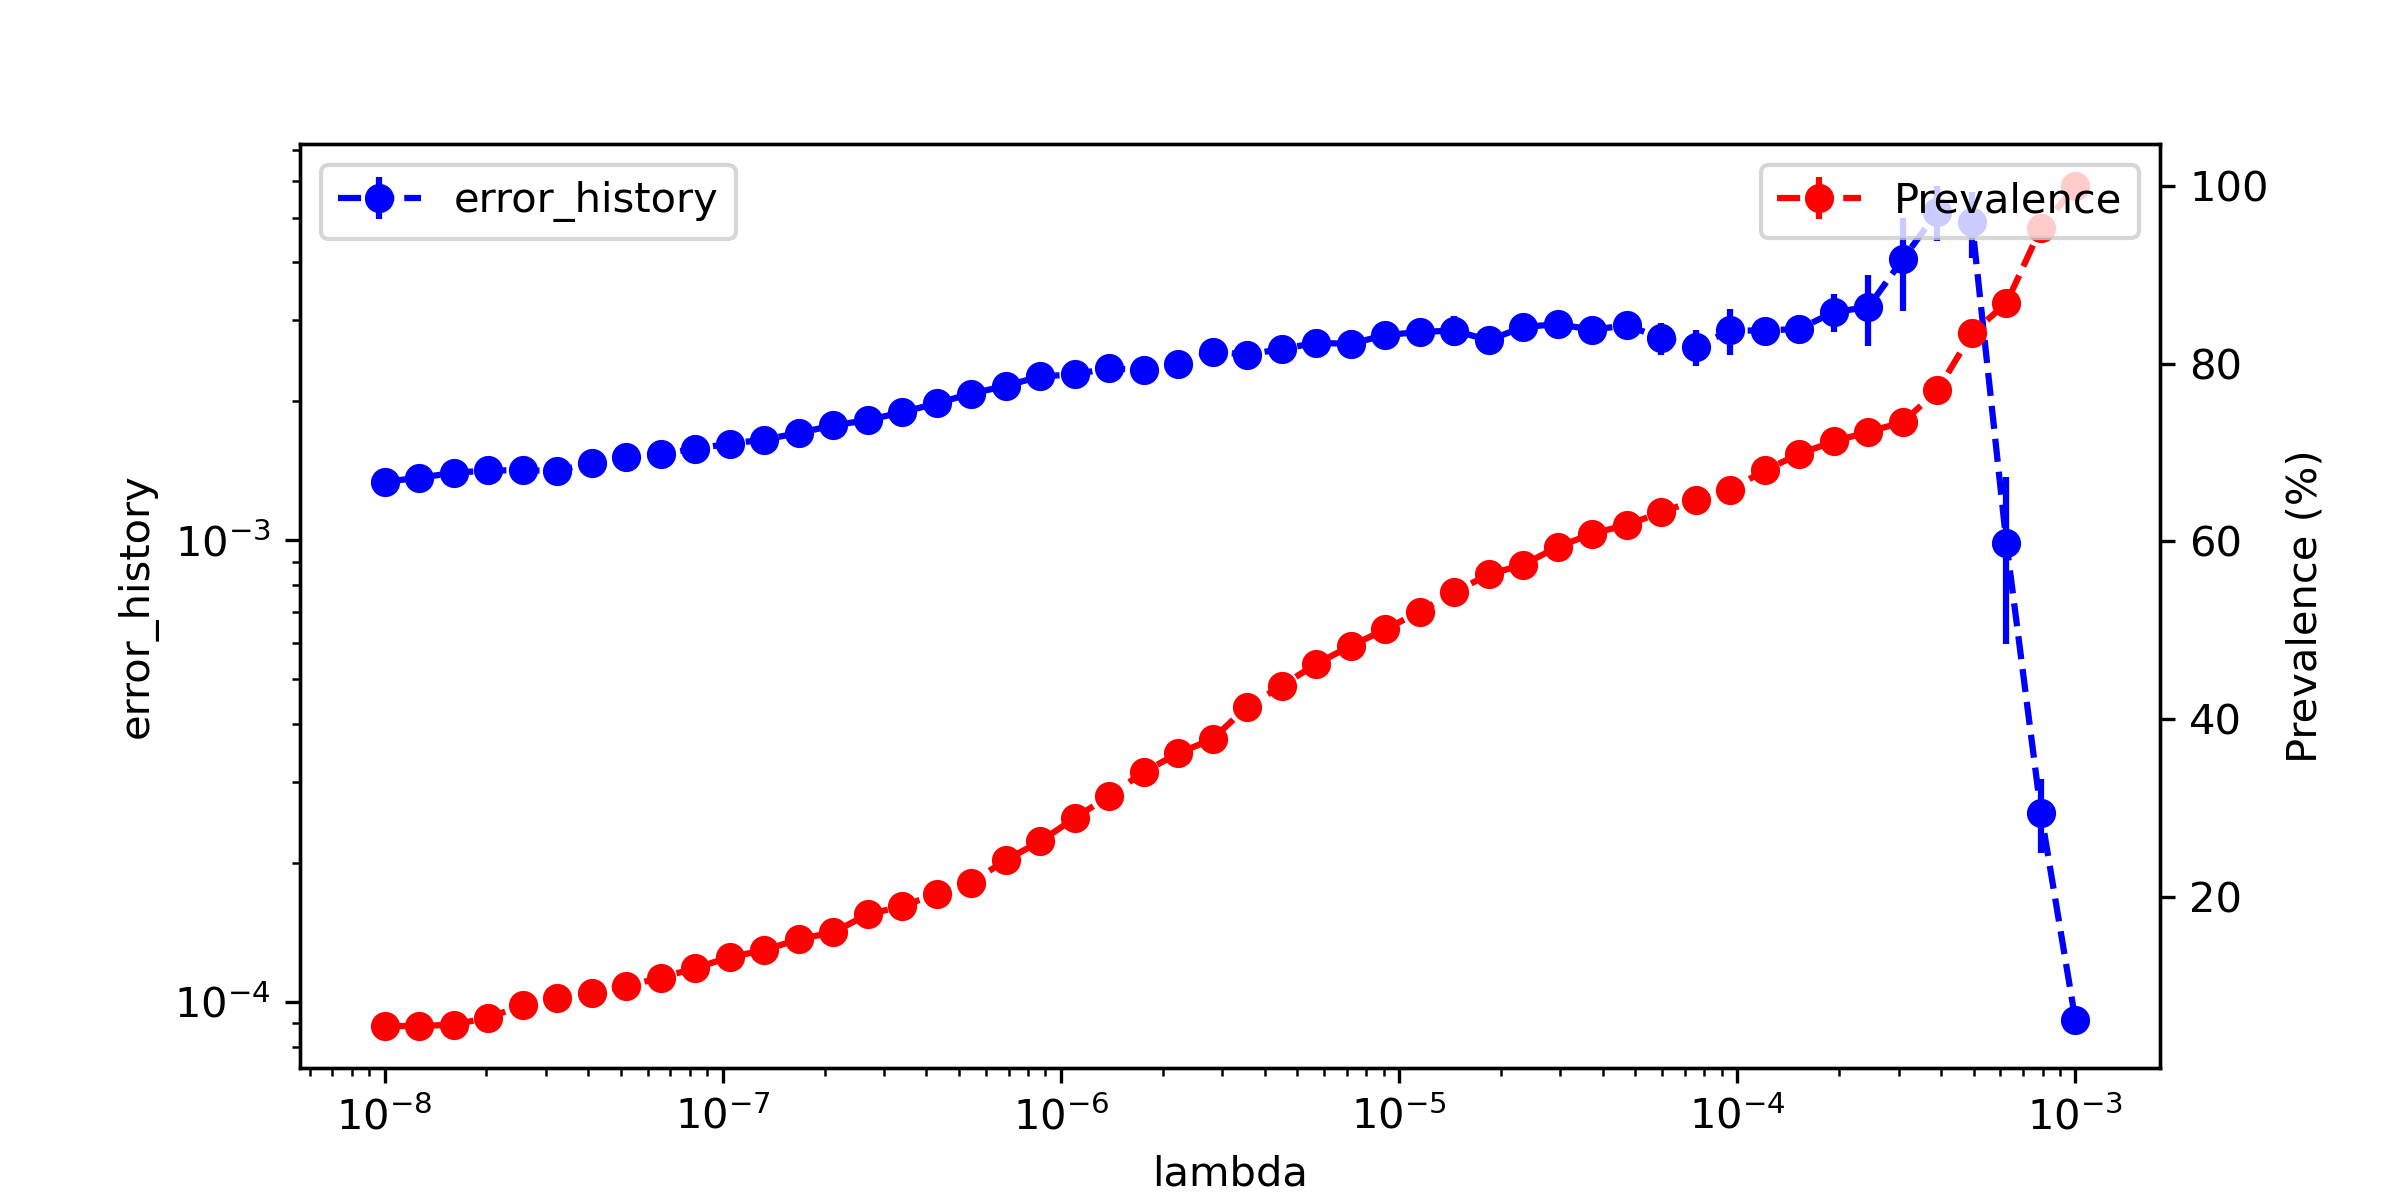 error_history
Prevalence
100
80
60
40
20
10⁻³
10⁻⁴
error_history
Prevalence (%)
10⁻⁸ 10⁻⁷ 10⁻⁶ 10⁻⁵ 10⁻⁴ 10⁻³
lambda